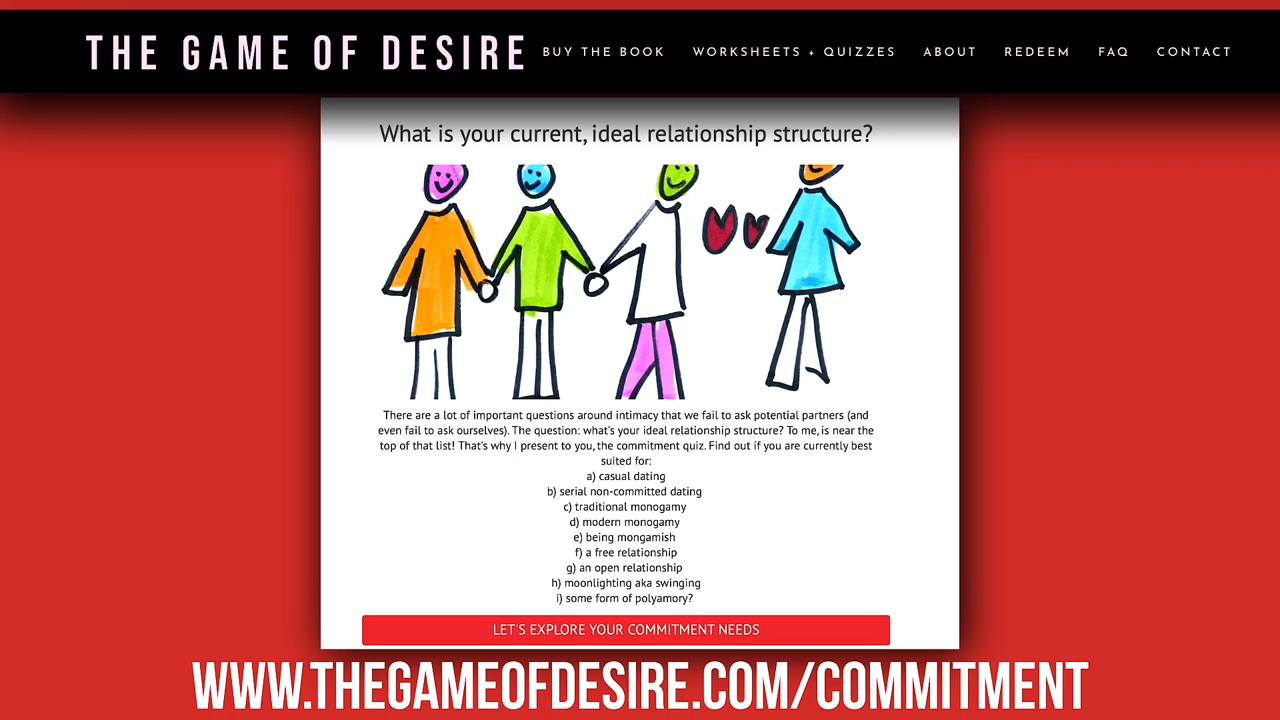 THE GAME OF DESIRE
BUY THE BOOK
WORKSHEETS + QUIZZES
ABOUT
REDEEM
FAQ
CONTACT
What is your current, ideal relationship structure?
There are a lot of important questions around intimacy that we fail to ask potential partners (and
even fail to ask ourselves). The question: what's your ideal relationship structure? To me, is near the
top of that list! That's why I present to you, the commitment quiz. Find out if you are currently best
suited for:
a) casual dating
b) serial non-committed dating
c) traditional monogamy
d) modern monogamy
e) being mongamish
f) a free relationship
g) an open relationship
h) moonlighting aka swinging
i) some form of polyamory?
LET'S EXPLORE YOUR COMMITMENT NEEDS
WWW.THEGAMEOFDESIRE.COM/COMMITMENT